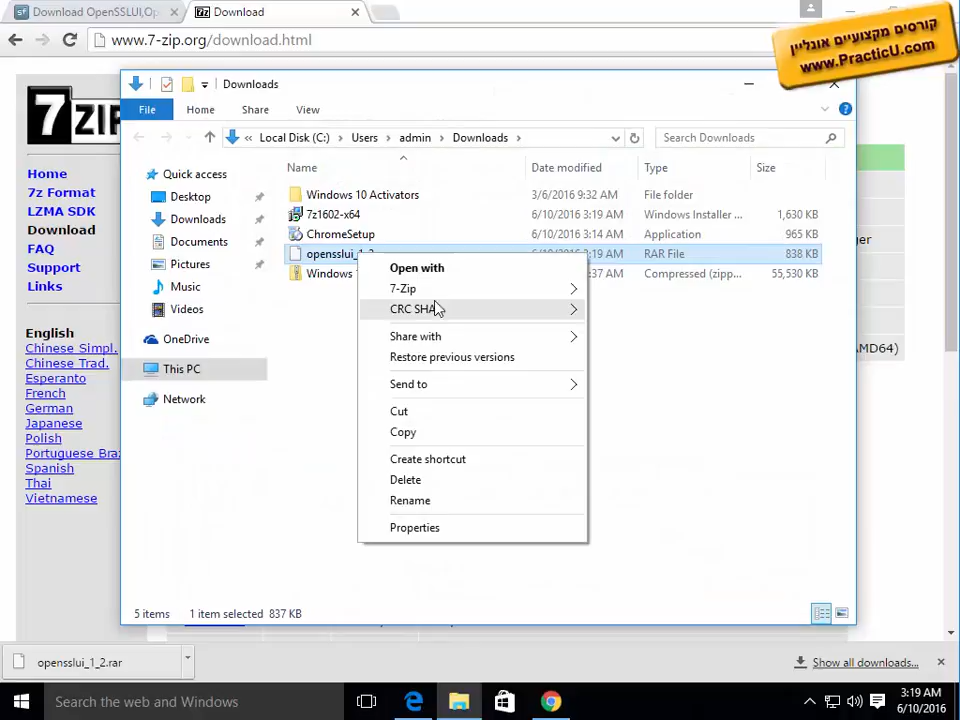 Download OpenSSLUI,Op
Download
www.7-zip.org/download.html
קורסים מקצועיים אונליין
www.PracticU.com
7ZIP
Home
7z Format
LZMA SDK
Download
FAQ
Support
Links
English
Chinese Simpl.
Chinese Trad.
Esperanto
French
German
Japanese
Polish
Portuguese Braz
Spanish
Thai
Vietnamese
Downloads
File
Home
Share
View
« Local Disk (C:) › Users › admin › Downloads ›
Search Downloads
Name
Date modified
Type
Size
Quick access
Desktop
Downloads
Documents
Pictures
Music
Videos
OneDrive
This PC
Network
Windows 10 Activators
3/6/2016 9:32 AM
File folder
7z1602-x64
6/10/2016 3:19 AM
Windows Installer ...
1,630 KB
ChromeSetup
6/10/2016 3:14 AM
Application
965 KB
opensslui_1_2
:19 AM
RAR File
838 KB
Windows
:37 AM
Compressed (zipp...
55,530 KB
Open with
7-Zip
CRC SHA
Share with
Restore previous versions
Send to
Cut
Copy
Create shortcut
Delete
Rename
Properties
5 items
1 item selected 837 KB
ger
MD64)
opensslui_1_2.rar
Show all downloads...
Search the web and Windows
3:19 AM
6/10/2016